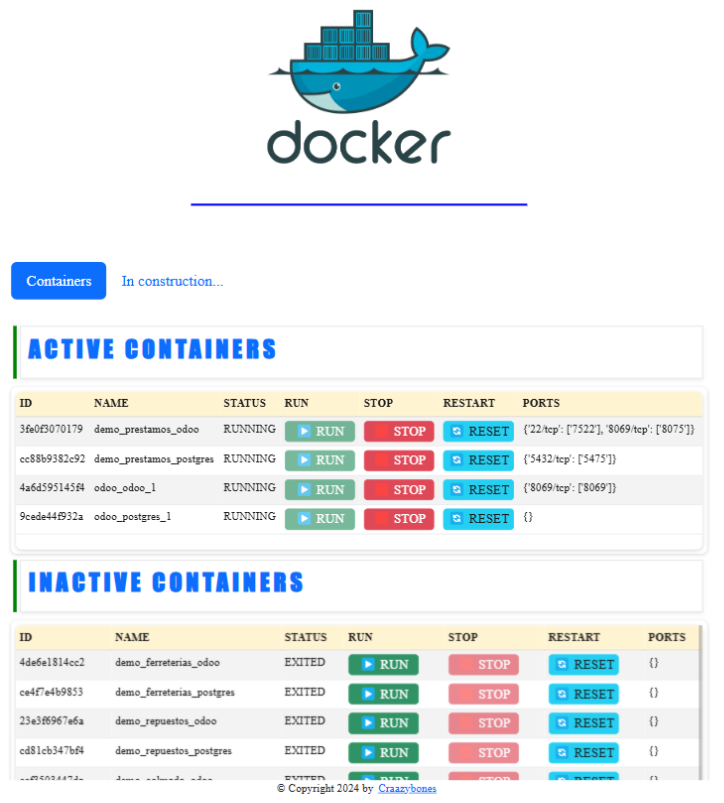 docker
Containers In construction...
ACTIVE CONTAINERS
ID NAME STATUS RUN STOP RESTART PORTS
3fe0f3070179 demo_prestamos_odoo RUNNING RUN STOP RESET {'22/tcp': ['7522'], '8069/tcp': ['8075']}
cc88b9382c92 demo_prestamos_postgres RUNNING RUN STOP RESET {'5432/tcp': ['5475']}
4a6d595145f4 odoo_odoo_1 RUNNING RUN STOP RESET {'8069/tcp': ['8069']}
9cede44f932a odoo_postgres_1 RUNNING RUN STOP RESET {}
INACTIVE CONTAINERS
ID NAME STATUS RUN STOP RESTART PORTS
4de6e1814cc2 demo_ferreterias_odoo EXITED RUN STOP RESET {}
ce4f7e4b9853 demo_ferreterias_postgres EXITED RUN STOP RESET {}
23e3f6967e6a demo_repuestos_odoo EXITED RUN STOP RESET {}
cd81cb347bf4 demo_repuestos_postgres EXITED RUN STOP RESET {}
EXITED RUN STOP RESET
© Copyright 2024 by Craazybones